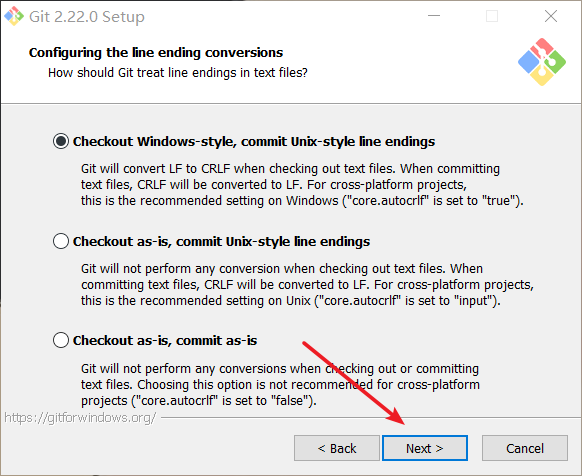 Git 2.22.0 Setup
Configuring the line ending conversions
How should Git treat line endings in text files?
Checkout Windows-style, commit Unix-style line endings
Git will convert LF to CRLF when checking out text files. When committing
text files, CRLF will be converted to LF. For cross-platform projects,
this is the recommended setting on Windows ("core.autocrlf" is set to "true").
Checkout as-is, commit Unix-style line endings
Git will not perform any conversion when checking out text files. When
committing text files, CRLF will be converted to LF. For cross-platform projects,
this is the recommended setting on Unix ("core.autocrlf" is set to "input").
Checkout as-is, commit as-is
Git will not perform any conversions when checking out or committing
text files. Choosing this option is not recommended for cross-platform
projects ("core.autocrlf" is set to "false").
https://gitforwindows.org/
< Back
Next >
Cancel